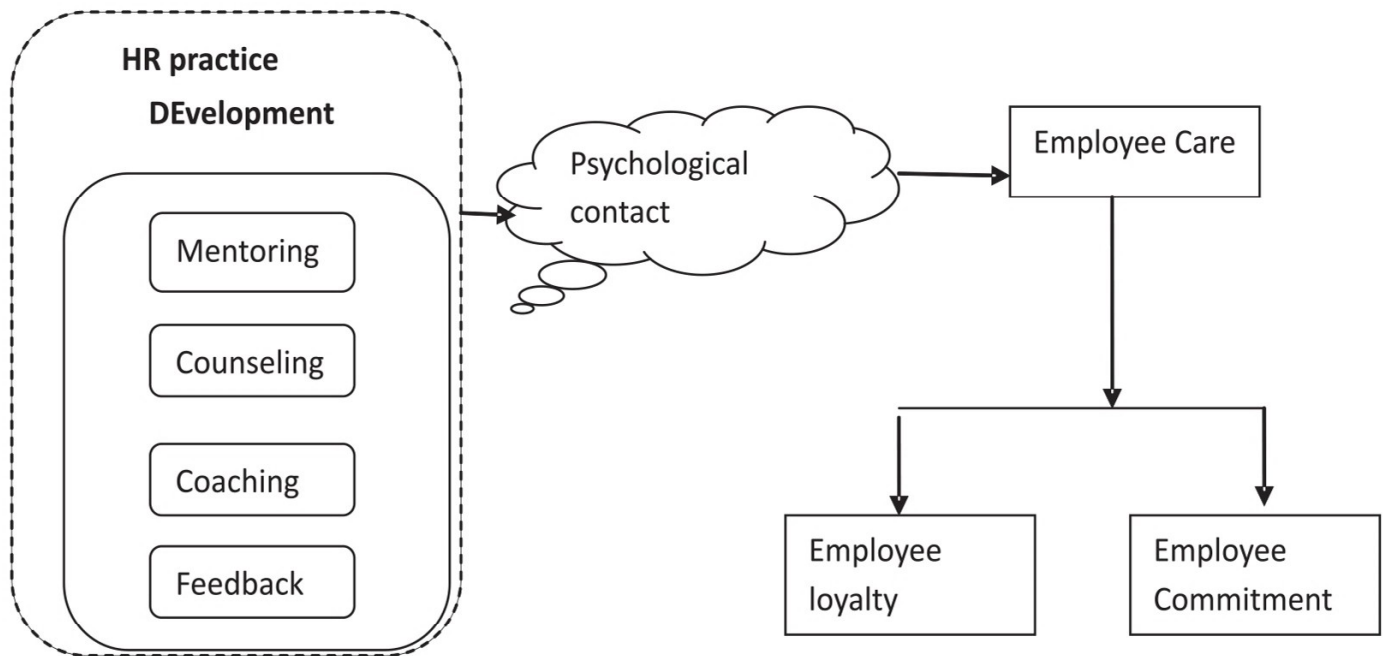 HR practice
DEvelopment
Mentoring
Counseling
Coaching
Feedback
Psychological
contact
Employee Care
Employee
loyalty
Employee
Commitment